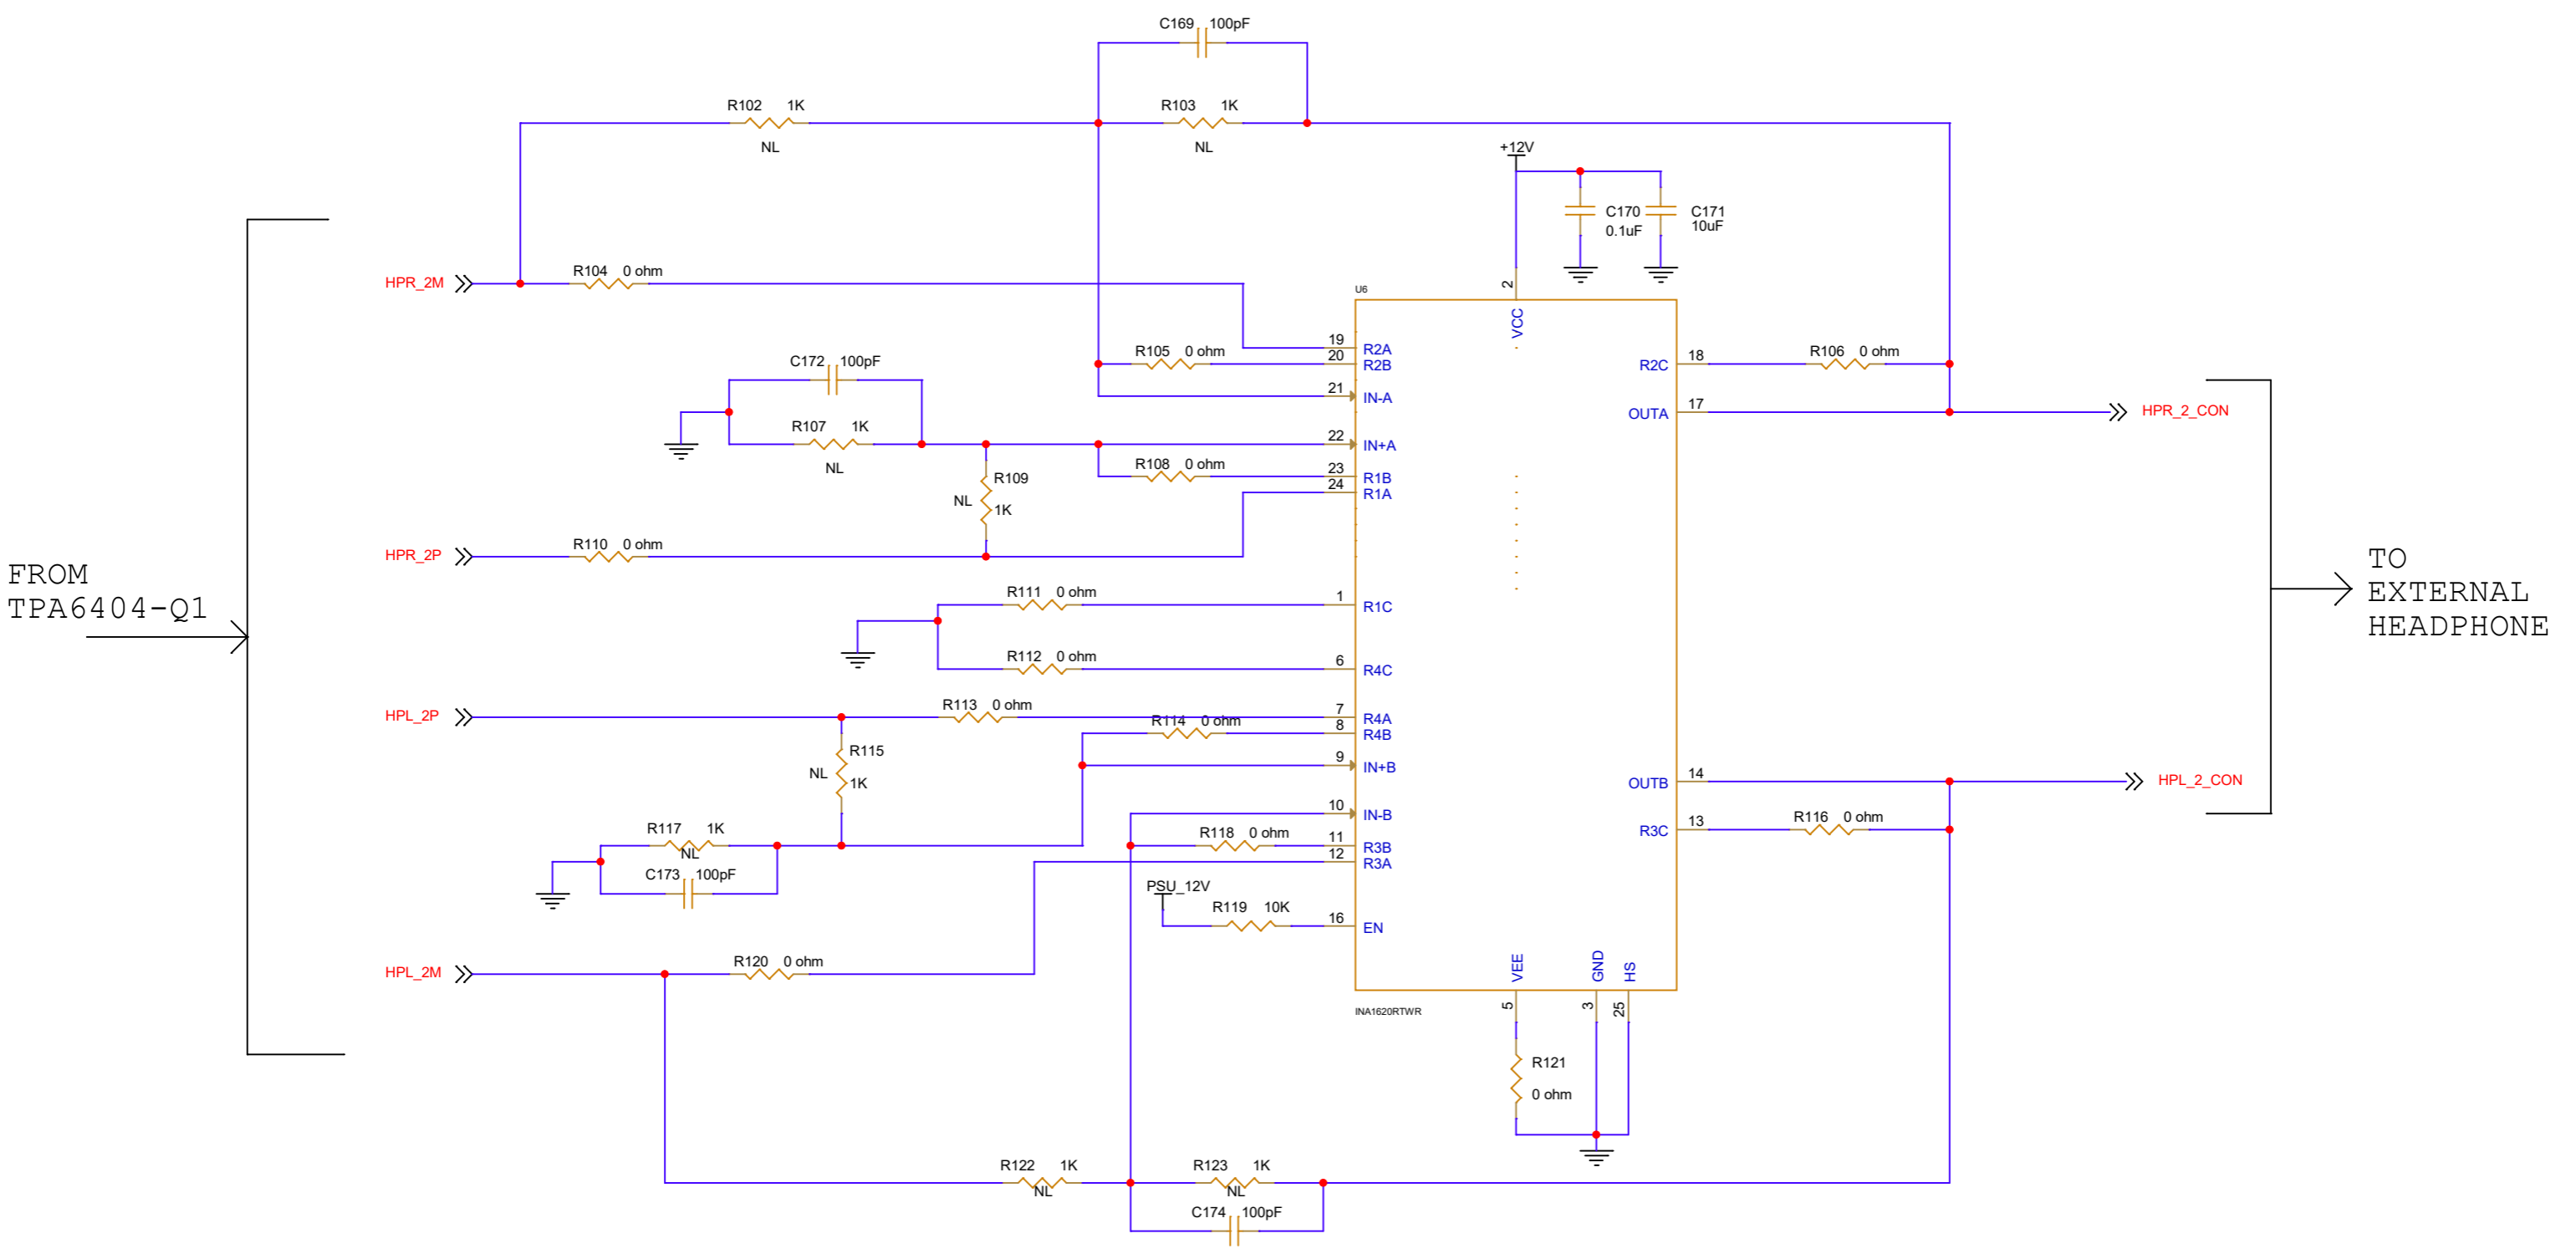 C169 100pF
R102 1K
NL
R103 1K
NL
+12V
C170
0.1uF
C171
10uF
HPR_2M
R104 0 ohm
2
U6
VCC
C172 100pF
R105 0 ohm
19
R2A
20
R2B
21
IN-A
R2C
18
R106 0 ohm
OUTA
17
HPR_2_CON
R107 1K
NL
22
IN+A
R108 0 ohm
23
R1B
24
R1A
R109
NL
1K
HPR_2P
R110 0 ohm
FROM
TPA6404-Q1
TO
EXTERNAL
HEADPHONE
R111 0 ohm
1
R1C
R112 0 ohm
6
R4C
HPL_2P
R113 0 ohm
7
R4A
R114 0 ohm
8
R4B
R115
NL
1K
9
IN+B
OUTB
14
HPL_2_CON
10
IN-B
R3C
13
R116 0 ohm
R117 1K
NL
R118 0 ohm
11
R3B
12
R3A
C173 100pF
PSU_12V
R119 10K
16
EN
HPL_2M
R120 0 ohm
VEE
GND
HS
5
3
25
INA1620RTWR
R121
0 ohm
R122 1K
NL
R123 1K
NL
C174 100pF